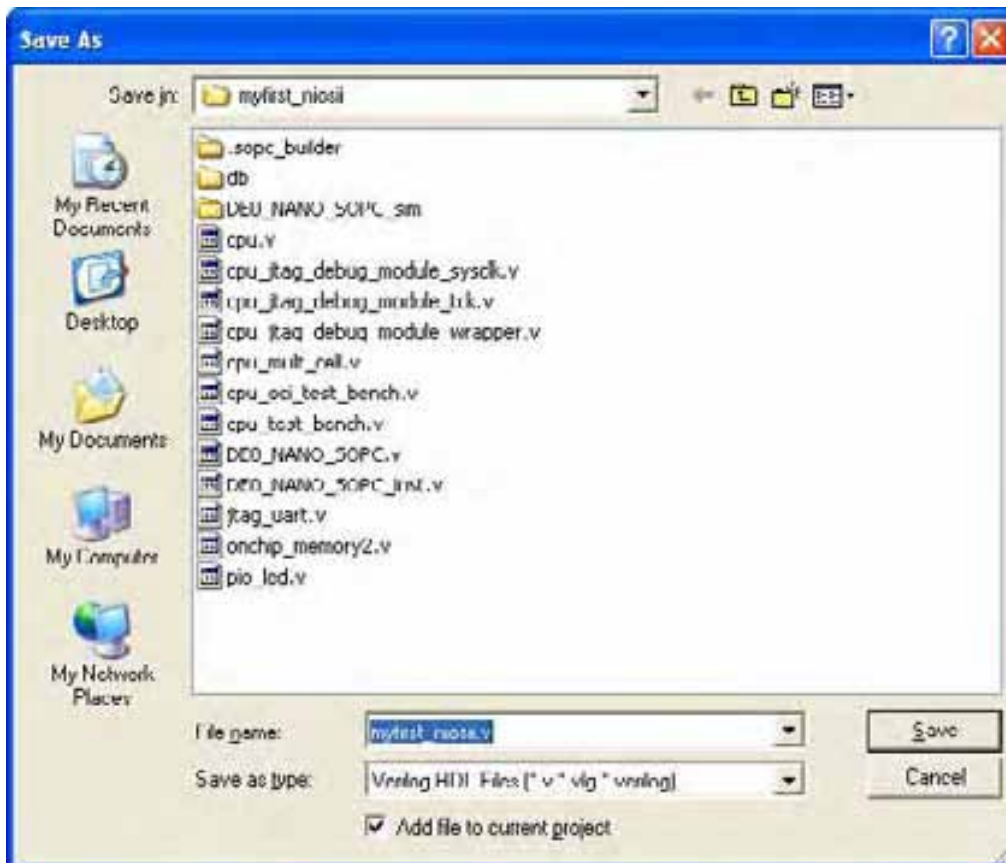 Save As
Save in:
myfirst_niosii
.sopc_builder
db
DE0_NANO_SOPC_sim
cpu.v
cpu_jtag_debug_module_sysclk.v
cpu_jtag_debug_module_tck.v
cpu_jtag_debug_module_wrapper.v
cpu_mult_cell.v
cpu_oci_test_bench.v
cpu_test_bench.v
DE0_NANO_SOPC.v
DE0_NANO_SOPC_inst.v
jtag_uart.v
onchip_memory2.v
pio_led.v
My Recent
Documents
Desktop
My Documents
My Computer
My Network
Places
File name:
myfirst_niosii.v
Save
Save as type:
Verilog HDL Files (*.v *.vlg *.verilog)
Cancel
Add file to current project